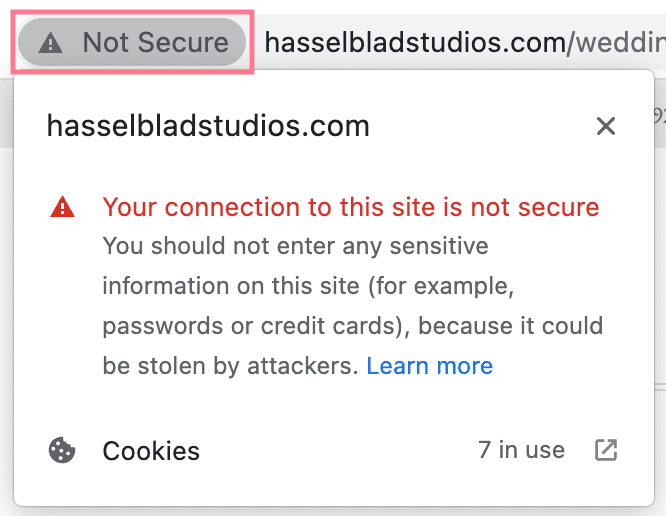 Not Secure hasselbladstudios.com/weddin
hasselbladstudios.com
Your connection to this site is not secure
You should not enter any sensitive
information on this site (for example,
passwords or credit cards), because it could
be stolen by attackers. Learn more
Cookies 7 in use